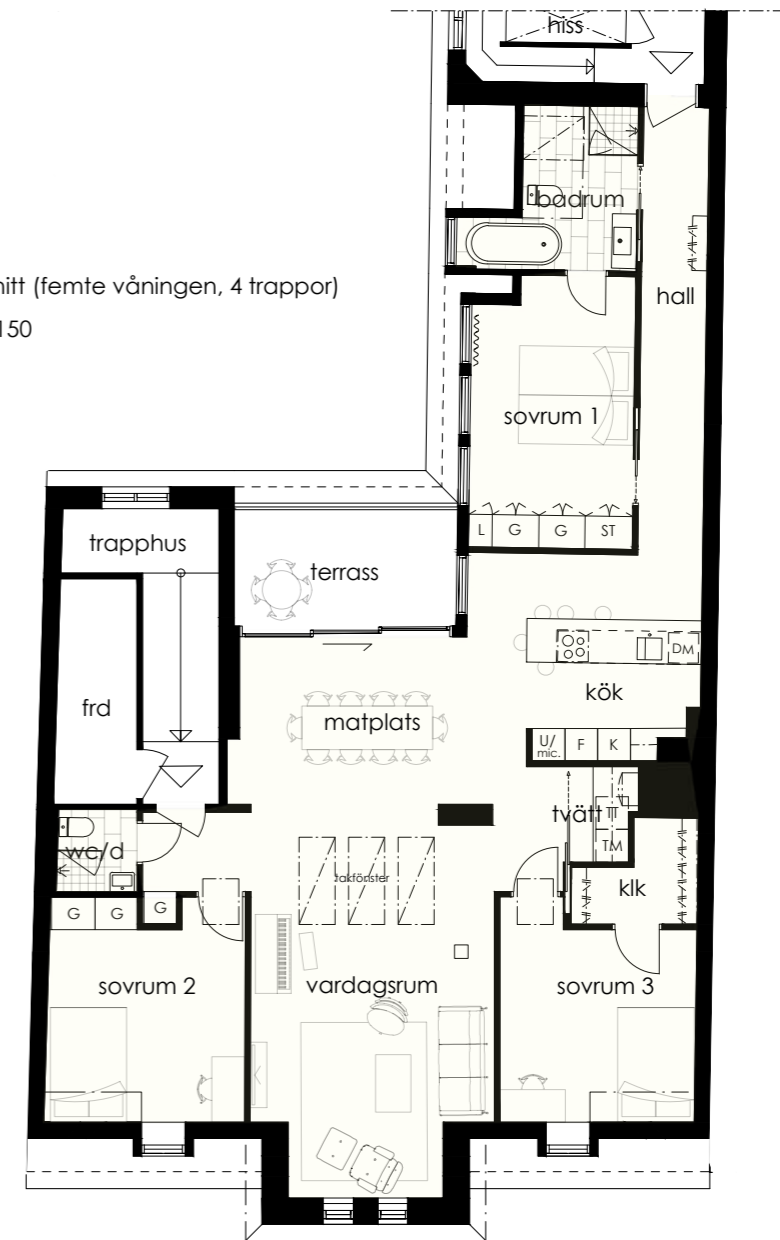 hiss
badrum
nitt (femte våningen, 4 trappor)
hall
150
sovrum 1
L G G ST
trapphus
terrass
DM
kök
frd
matplats
U/ F K
mic.
tvätt TT
wc/d
TM
takfönster
klk
G G G
sovrum 2 vardagsrum sovrum 3